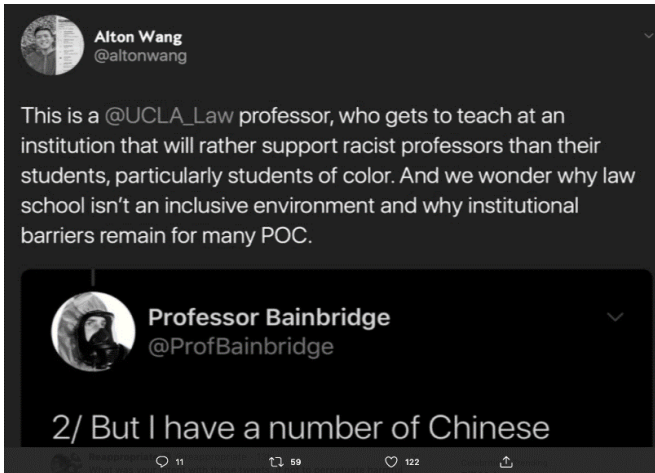 Alton Wang
@altonwang
This is a @UCLA_Law professor, who gets to teach at an
institution that will rather support racist professors than their
students, particularly students of color. And we wonder why law
school isn't an inclusive environment and why institutional
barriers remain for many POC.
Professor Bainbridge
@ProfBainbridge
2/ But I have a number of Chinese
11 59 122